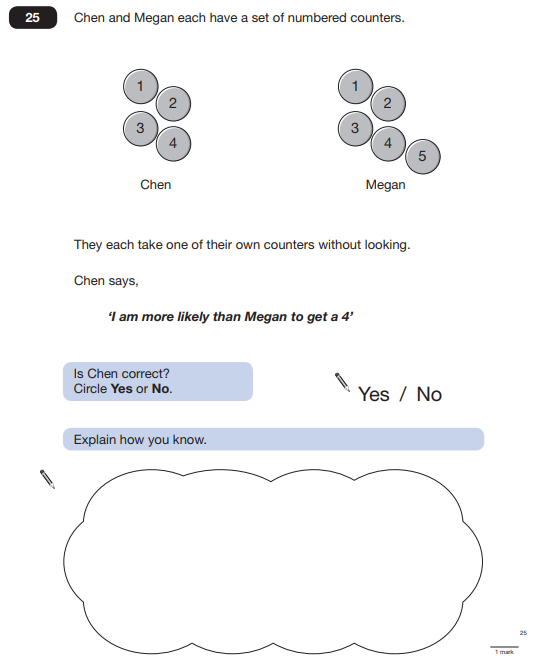 25
Chen and Megan each have a set of numbered counters.
1
2
3
4
1
2
3
4
5
Chen
Megan
They each take one of their own counters without looking.
Chen says,
‘I am more likely than Megan to get a 4’
Is Chen correct?
Circle Yes or No.
Yes / No
Explain how you know.
25
1 mark